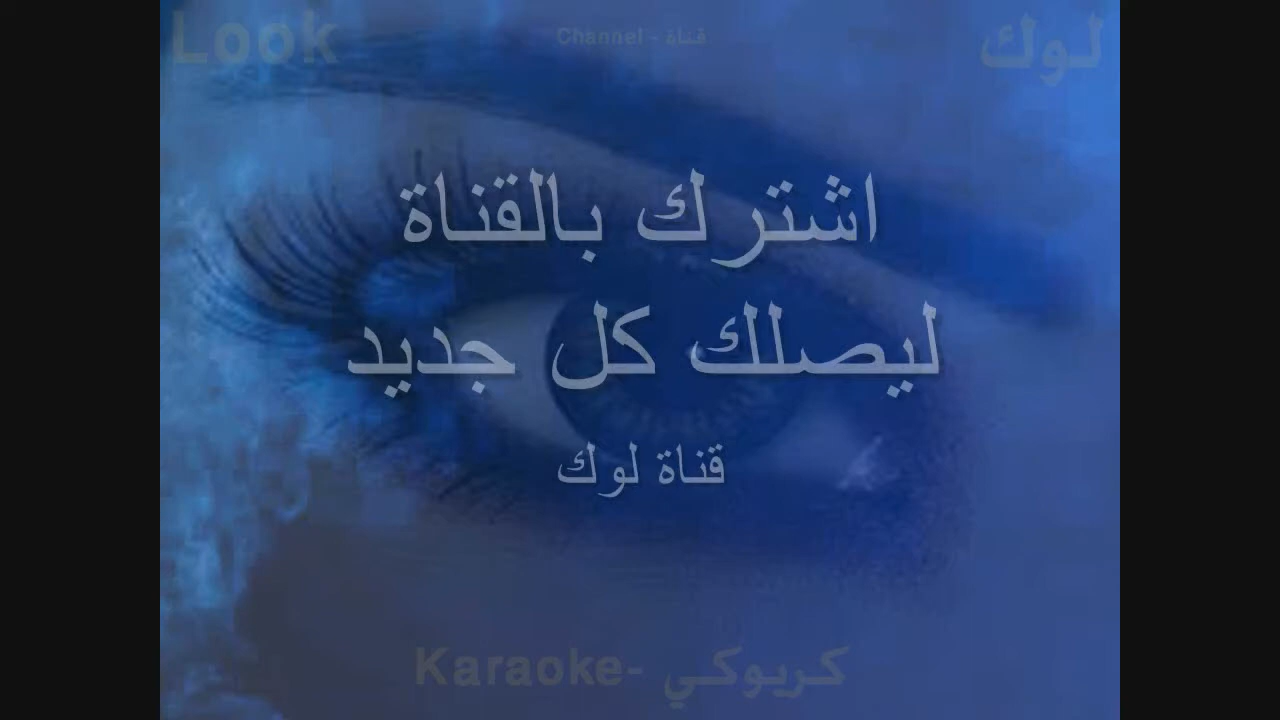 Look
Channel - قناة
لوك
اشترك بالقناة
ليصلك كل جديد
قناة لوك
Karaoke- كريوكي